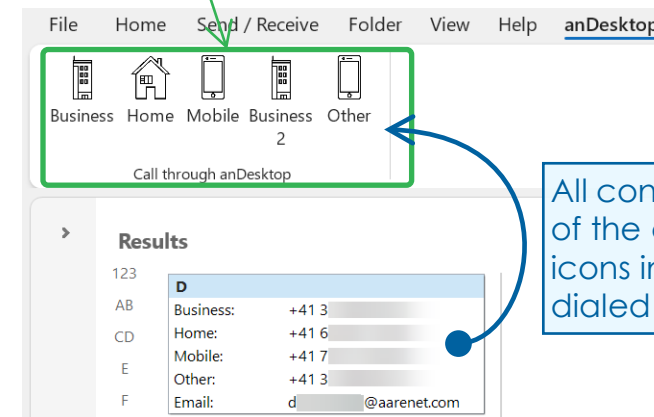 File Home Send / Receive Folder View Help anDesktop
Business Home Mobile Business 2 Other
Call through anDesktop
All con
of the
icons in
dialed
Results
123
AB
CD
E
F
D
Business: +41 3
Home: +41 6
Mobile: +41 7
Other: +41 3
Email: d @aarenet.com